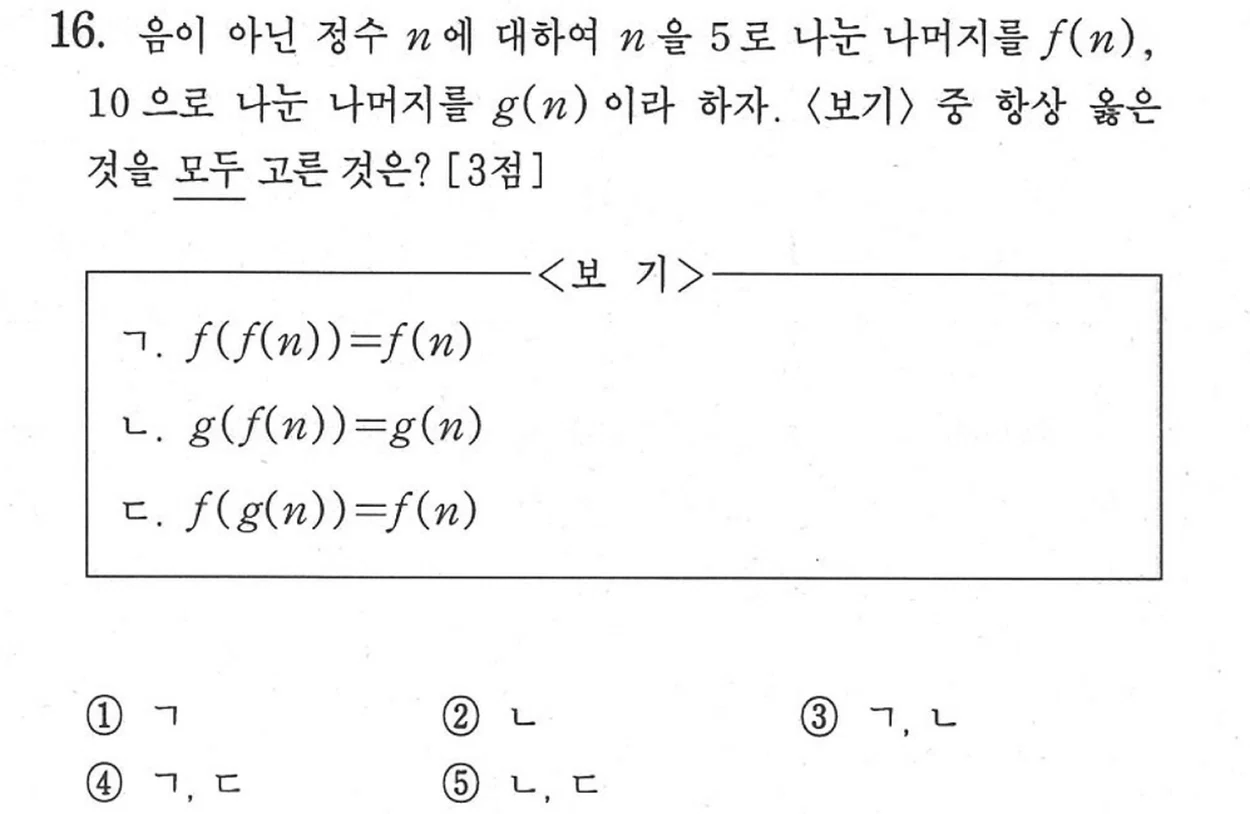 16. 음이 아닌 정수 n에 대하여 n을 5로 나눈 나머지를 f(n),
10으로 나눈 나머지를 g(n)이라 하자. 〈보기〉 중 항상 옳은
것을 모두 고른 것은? [3점]
<보 기>
ㄱ. f(f(n))=f(n)
ㄴ. g(f(n))=g(n)
ㄷ. f(g(n))=f(n)
① ㄱ ② ㄴ ③ ㄱ, ㄴ
④ ㄱ, ㄷ ⑤ ㄴ, ㄷ